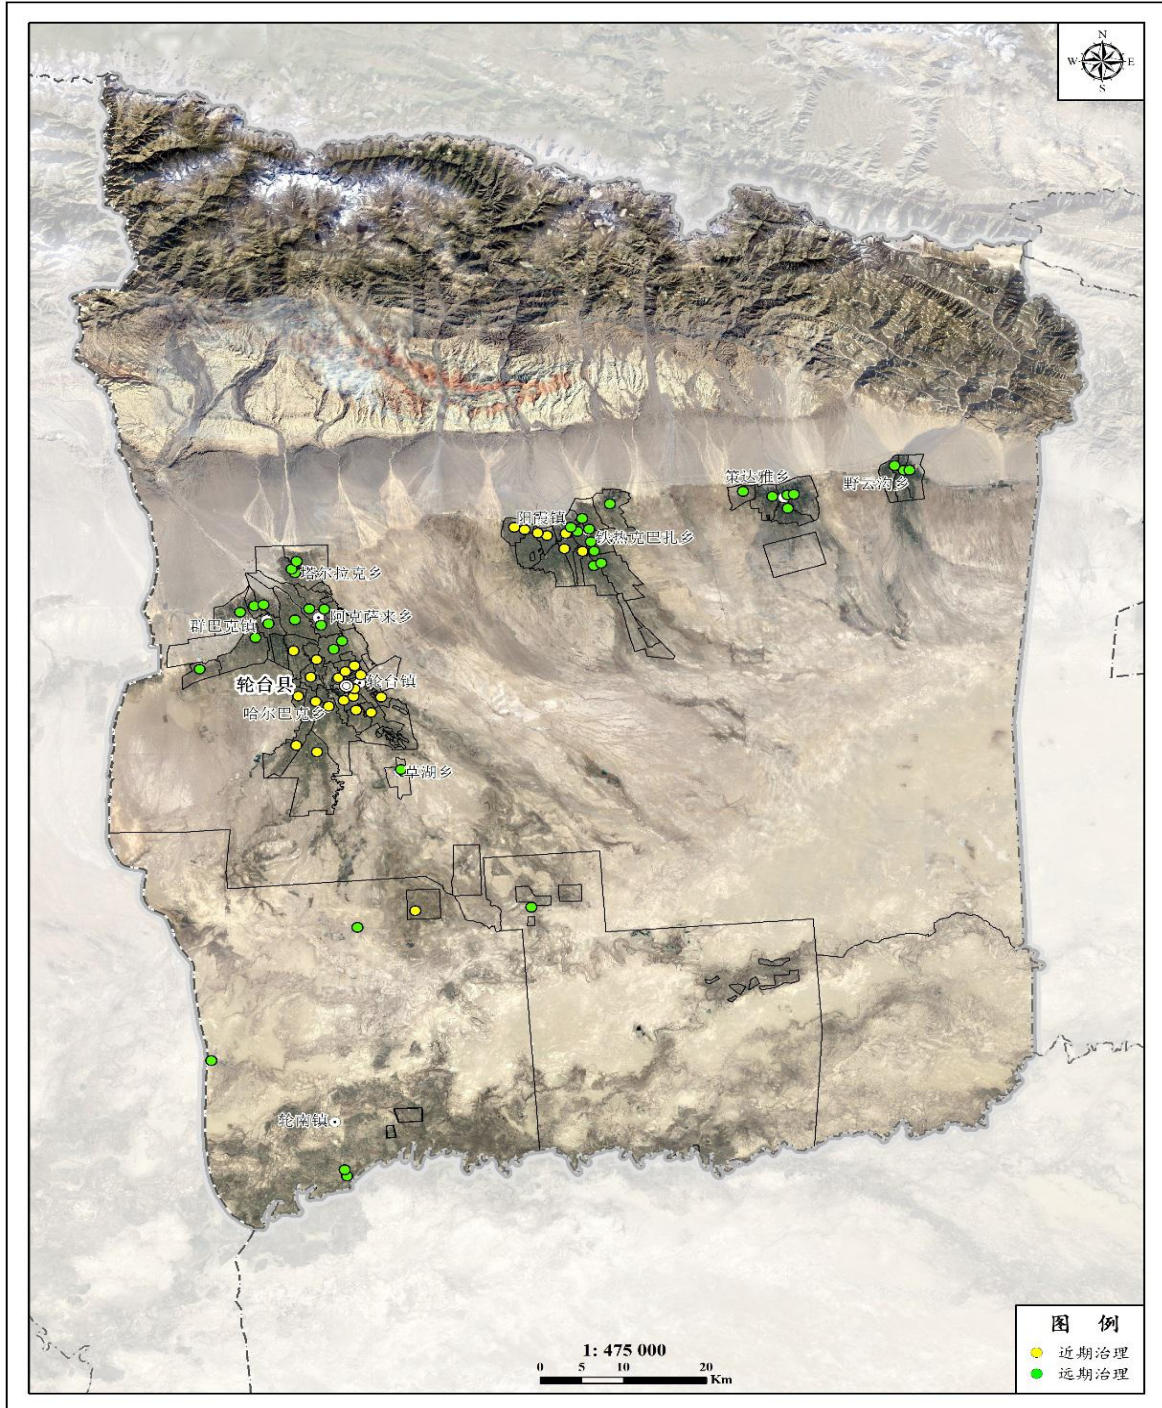 N
W E
S
策达雅乡
野云沟乡
阳霞镇
铁热克巴扎乡
塔尔拉克乡
阿克萨来乡
群巴克镇
轮台县
轮台镇
哈尔巴克乡
草湖乡
轮南镇
图 例
近期治理
远期治理
1: 475 000
0 5 10 20
Km